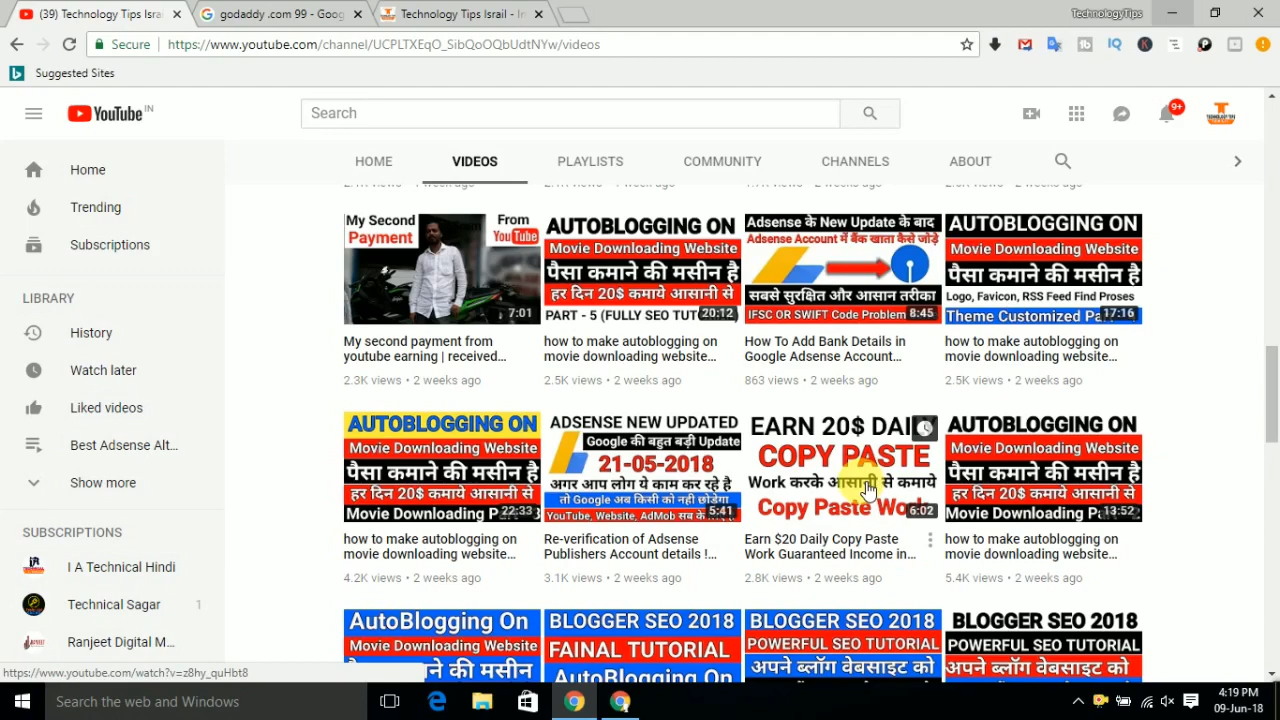 (39) Technology Tips Isra
godaddy .com 99 - Goog
Technology Tips Israil - In
TechnologyTips
Secure
https://www.youtube.com/channel/UCPLTXEqO_SibQoOQbUdtNYw/videos
Suggested Sites
YouTube IN
Search
9+
HOME
VIDEOS
PLAYLISTS
COMMUNITY
CHANNELS
ABOUT
Home
Trending
Subscriptions
LIBRARY
History
Watch later
Liked videos
Best Adsense Alt...
Show more
SUBSCRIPTIONS
I A Technical Hindi
Technical Sagar 1
Ranjeet Digital M...
My Second
Payment
From
YouTube
7:01
My second payment from
youtube earning | received...
2.3K views • 2 weeks ago
AUTOBLOGGING ON
Movie Downloading Website
पैसा कमाने की मसीन है
हर दिन 20$ कमाये आसानी से
PART - 5 (FULLY SEO TUTO
20:12
how to make autoblogging on
movie downloading website...
2.5K views • 2 weeks ago
Adsense के New Update के बाद
Adsense Account में बैंक खाता कैसे जोड़े
सबसे सुरक्षित और आसान तरीका
IFSC OR SWIFT Code Problem
8:45
How To Add Bank Details in
Google Adsense Account...
863 views • 2 weeks ago
AUTOBLOGGING ON
Movie Downloading Website
पैसा कमाने की मसीन है
Logo, Favicon, RSS Feed Find Proses
Theme Customized Pa
17:16
how to make autoblogging on
movie downloading website...
2.5K views • 2 weeks ago
AUTOBLOGGING ON
Movie Downloading Website
पैसा कमाने की मसीन है
हर दिन 20$ कमाये आसानी से
Movie Downloading Part - 3
22:33
how to make autoblogging on
movie downloading website...
4.2K views • 2 weeks ago
ADSENSE NEW UPDATED
Google की बहुत बड़ी Update
21-05-2018
अगर आप लोग ये काम कर रहे है
तो Google अब किसी को नही छोडेगा
YouTube, Website, AdMob सब के
5:41
Re-verification of Adsense
Publishers Account details !...
3.1K views • 2 weeks ago
EARN 20$ DAI
COPY PASTE
Work करके आसानी से कमाये
Copy Paste Wo
6:02
Earn $20 Daily Copy Paste
Work Guaranteed Income in...
2.8K views • 2 weeks ago
AUTOBLOGGING ON
Movie Downloading Website
पैसा कमाने की मसीन है
हर दिन 20$ कमाये आसानी से
Movie Downloading Part - 2
13:52
how to make autoblogging on
movie downloading website...
5.4K views • 2 weeks ago
AutoBlogging On
Movie Downloading Website
पैसा कमाने की मसीन
BLOGGER SEO 2018
FAINAL TUTORIAL
AutoBlogging On
BLOGGER SEO 2018
POWERFUL SEO TUTORIAL
अपने ब्लॉग वेबसाइट को
BLOGGER SEO 2018
POWERFUL SEO TUTORIAL
अपने ब्लॉग वेबसाइट को
https://www.youtube.com/watch?v=z8hy_quHbt8
Search the web and Windows
4:19 PM
09-Jun-18